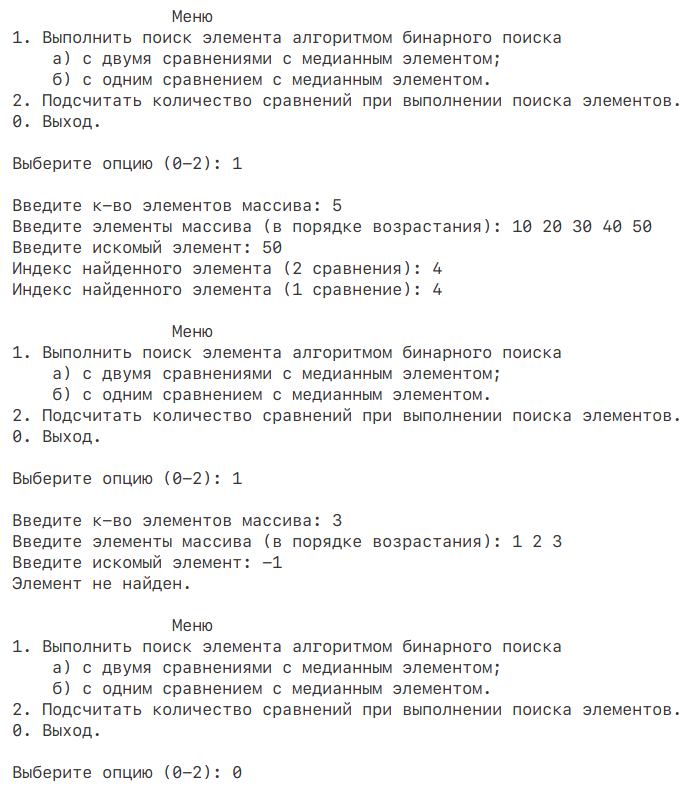 Меню
1. Выполнить поиск элемента алгоритмом бинарного поиска
а) с двумя сравнениями с медианным элементом;
б) с одним сравнением с медианным элементом.
2. Подсчитать количество сравнений при выполнении поиска элементов.
0. Выход.
Выберите опцию (0-2): 1
Введите к-во элементов массива: 5
Введите элементы массива (в порядке возрастания): 10 20 30 40 50
Введите искомый элемент: 50
Индекс найденного элемента (2 сравнения): 4
Индекс найденного элемента (1 сравнение): 4
Меню
1. Выполнить поиск элемента алгоритмом бинарного поиска
а) с двумя сравнениями с медианным элементом;
б) с одним сравнением с медианным элементом.
2. Подсчитать количество сравнений при выполнении поиска элементов.
0. Выход.
Выберите опцию (0-2): 1
Введите к-во элементов массива: 3
Введите элементы массива (в порядке возрастания): 1 2 3
Введите искомый элемент: -1
Элемент не найден.
Меню
1. Выполнить поиск элемента алгоритмом бинарного поиска
а) с двумя сравнениями с медианным элементом;
б) с одним сравнением с медианным элементом.
2. Подсчитать количество сравнений при выполнении поиска элементов.
0. Выход.
Выберите опцию (0-2): 0